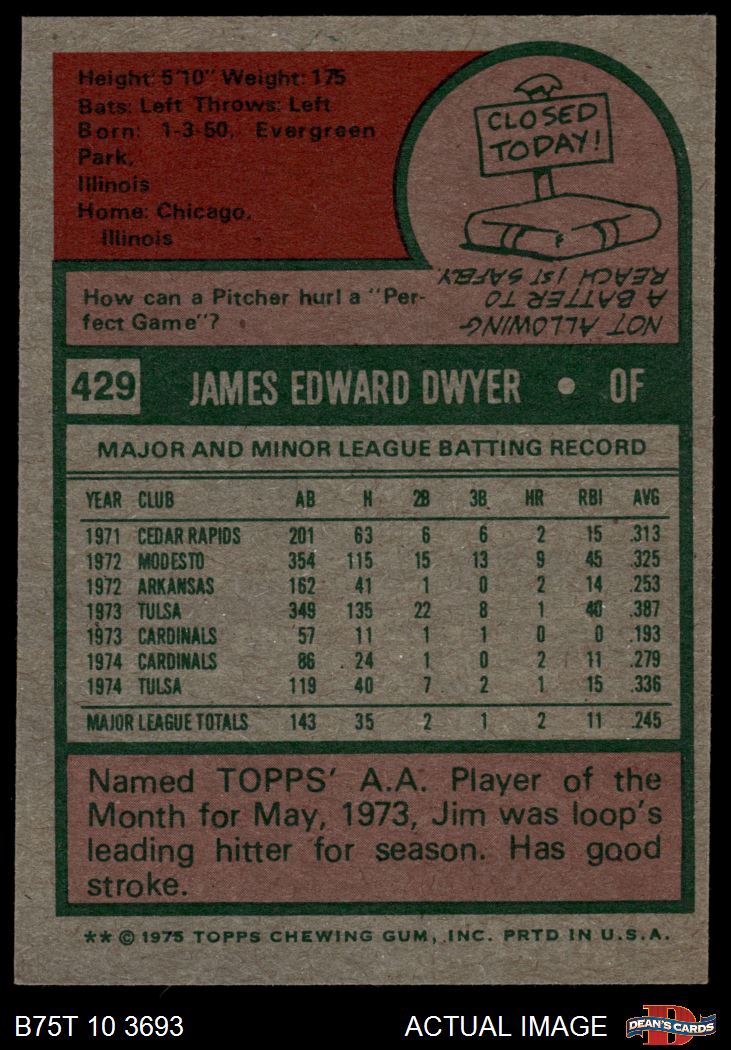 Height: 5'10" Weight: 175
Bats: Left Throws: Left
Born: 1-3-50, Evergreen
Park,
Illinois
Home: Chicago,
Illinois
CLOSED
TODAY!
How can a Pitcher hurl a "Per-
fect Game"?
NOT ALLOWING
A BATTER TO
REACH 1ST SAFELY.
429 JAMES EDWARD DWYER • OF
MAJOR AND MINOR LEAGUE BATTING RECORD
YEAR CLUB AB H 2B 3B HR RBI AVG
1971 CEDAR RAPIDS 201 63 6 6 2 15 .313
1972 MODESTO 354 115 15 13 9 45 .325
1972 ARKANSAS 162 41 1 0 2 14 .253
1973 TULSA 349 135 22 8 1 40 .387
1973 CARDINALS 57 11 1 1 0 0 .193
1974 CARDINALS 86 24 1 0 2 11 .279
1974 TULSA 119 40 7 2 1 15 .336
MAJOR LEAGUE TOTALS 143 35 2 1 2 11 .245
Named TOPPS' A.A. Player of the
Month for May, 1973, Jim was loop's
leading hitter for season. Has good
stroke.
** © 1975 TOPPS CHEWING GUM, INC. PRTD IN U.S.A.
B75T 10 3693 ACTUAL IMAGE DEAN'S CARDS